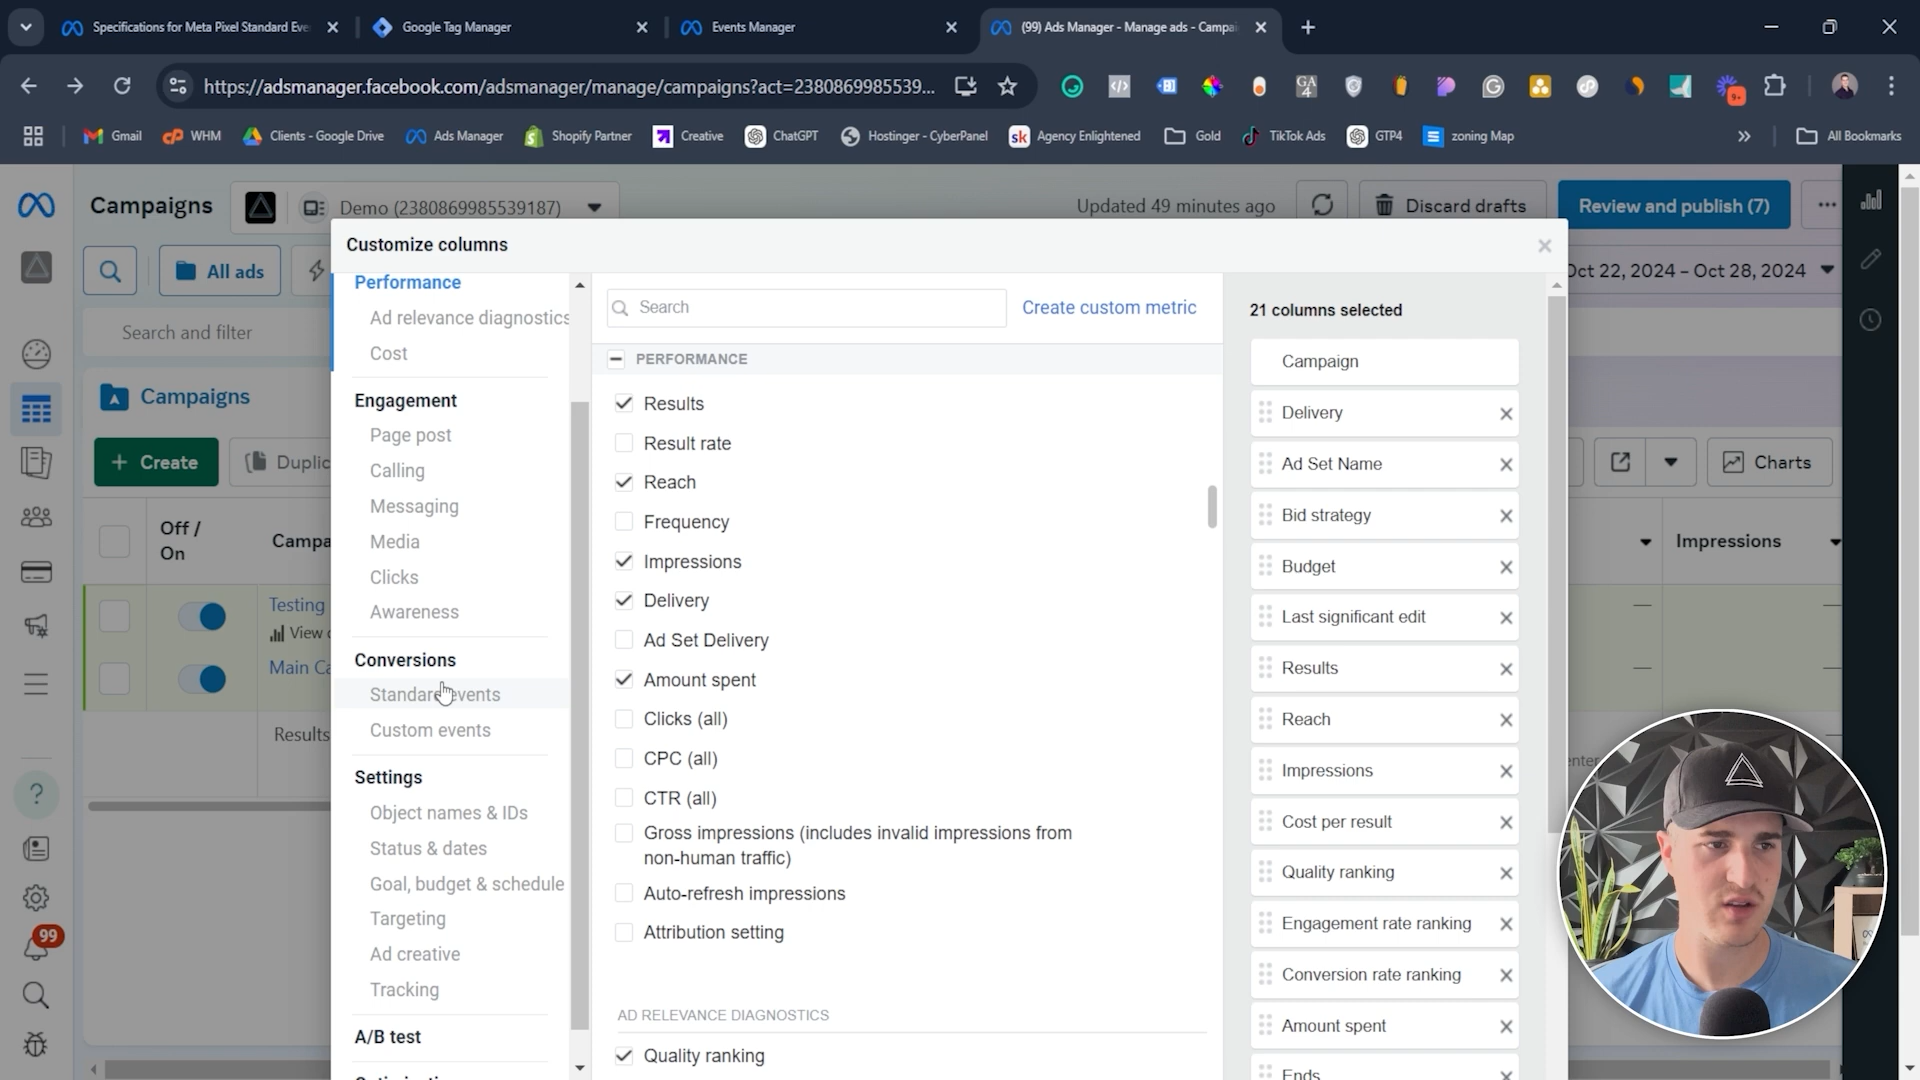 Specifications for Meta Pixel Standard Eve
Google Tag Manager
Events Manager
(99) Ads Manager - Manage ads - Campai
https://adsmanager.facebook.com/adsmanager/manage/campaigns?act=2380869985539...
GA
4
9+
Gmail
WHM
Clients - Google Drive
Ads Manager
Shopify Partner
Creative
ChatGPT
Hostinger - CyberPanel
sk Agency Enlightened
Gold
TikTok Ads
GTP4
zoning Map
All Bookmarks
Campaigns
Demo (2380869985539187)
Updated 49 minutes ago
Discard drafts
Review and publish (7)
All ads
Oct 22, 2024 – Oct 28, 2024
Search and filter
Campaigns
+ Create
Duplic
Charts
Off /
On
Campa
Impressions
Testing
View c
Main Ca
Results
99
Customize columns
Performance
Ad relevance diagnostics
Cost
Engagement
Page post
Calling
Messaging
Media
Clicks
Awareness
Conversions
Standard events
Custom events
Settings
Object names & IDs
Status & dates
Goal, budget & schedule
Targeting
Ad creative
Tracking
A/B test
Search
Create custom metric
PERFORMANCE
Results
Result rate
Reach
Frequency
Impressions
Delivery
Ad Set Delivery
Amount spent
Clicks (all)
CPC (all)
CTR (all)
Gross impressions (includes invalid impressions from
non-human traffic)
Auto-refresh impressions
Attribution setting
AD RELEVANCE DIAGNOSTICS
Quality ranking
21 columns selected
Campaign
Delivery
Ad Set Name
Bid strategy
Budget
Last significant edit
Results
Reach
Impressions
Cost per result
Quality ranking
Engagement rate ranking
Conversion rate ranking
Amount spent
Ends